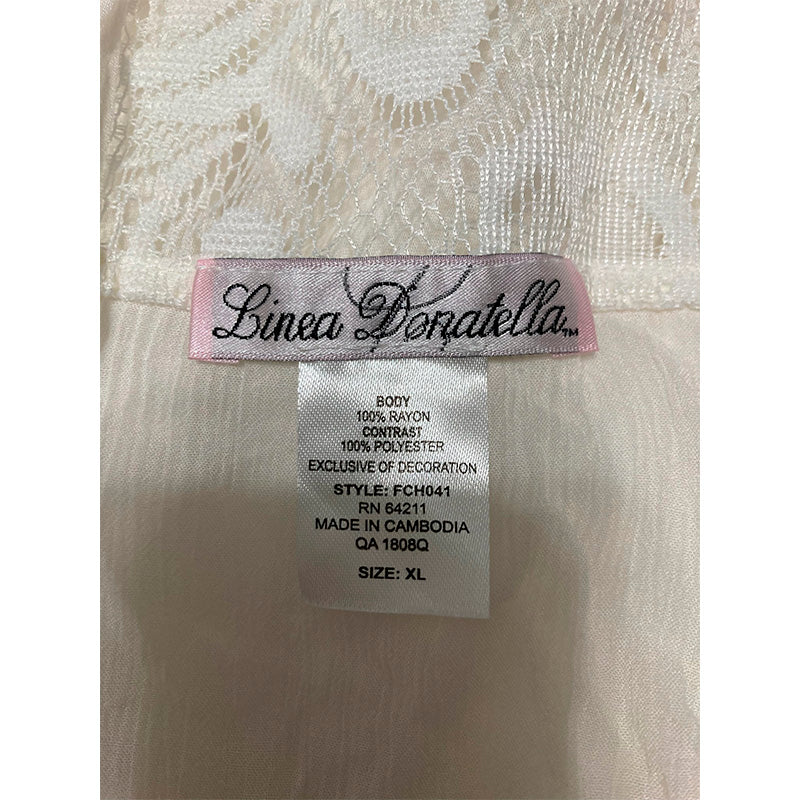 Linea Donatella™
BODY
100% RAYON
CONTRAST
100% POLYESTER
EXCLUSIVE OF DECORATION
STYLE: FCH041
RN 64211
MADE IN CAMBODIA
QA 1808Q
SIZE: XL